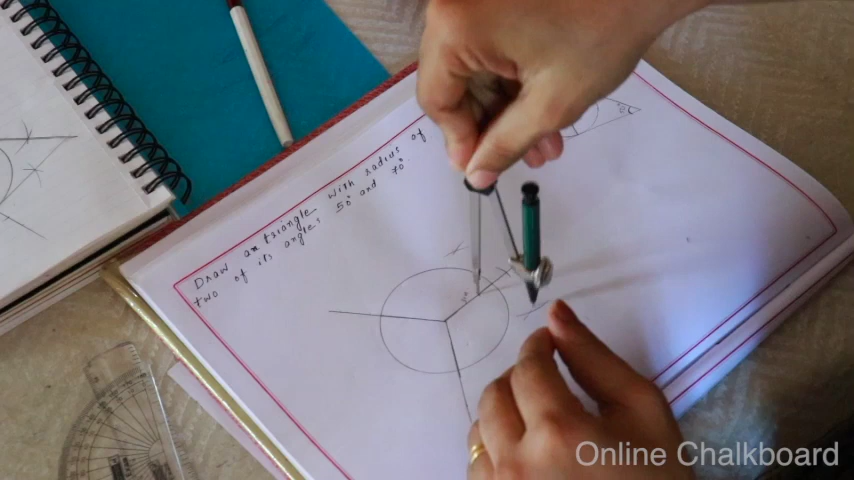 Draw an triangle with radius of
two of its angles 50° and 70°.
Online Chalkboard